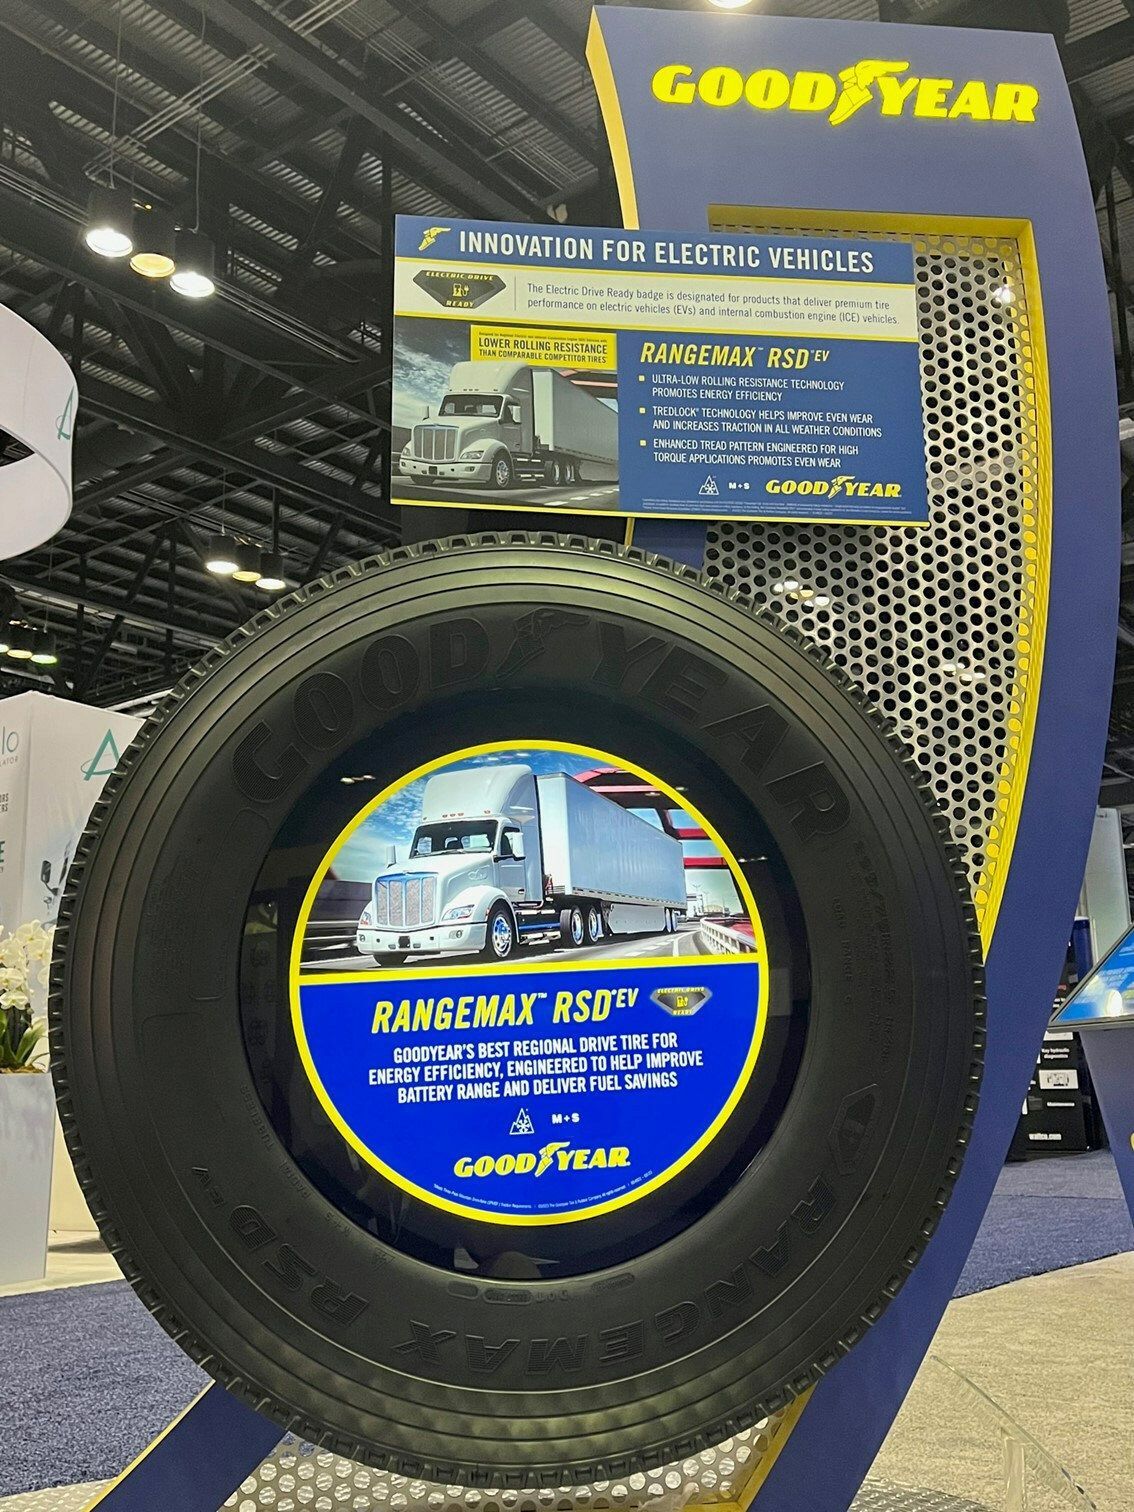 GOODYEAR
INNOVATION FOR ELECTRIC VEHICLES
ELECTRIC DRIVE
READY
The Electric Drive Ready badge is designated for products that deliver premium tire
performance on electric vehicles (EVs) and internal combustion engine (ICE) vehicles.
LOWER ROLLING RESISTANCE
THAN COMPARABLE COMPETITOR TIRES
RANGEMAX™ RSD® EV
ULTRA-LOW ROLLING RESISTANCE TECHNOLOGY
PROMOTES ENERGY EFFICIENCY
TREDLOCK® TECHNOLOGY HELPS IMPROVE EVEN WEAR
AND INCREASES TRACTION IN ALL WEATHER CONDITIONS
ENHANCED TREAD PATTERN ENGINEERED FOR HIGH
TORQUE APPLICATIONS PROMOTES EVEN WEAR
M+S
GOODYEAR
GOODYEAR
RANGEMAX™ RSD® EV
ELECTRIC DRIVE
READY
GOODYEAR'S BEST REGIONAL DRIVE TIRE FOR
ENERGY EFFICIENCY, ENGINEERED TO HELP IMPROVE
BATTERY RANGE AND DELIVER FUEL SAVINGS
M+S
GOODYEAR
RANGEMAX RSD EV
DOT